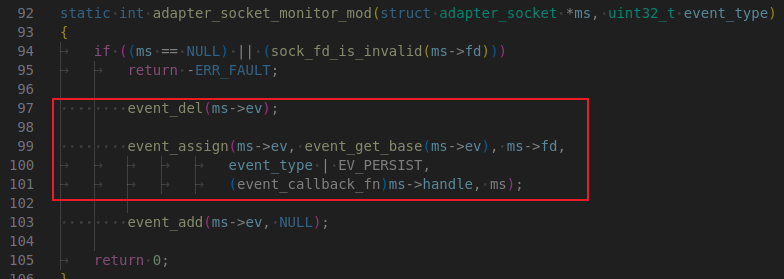 92 static int adapter_socket_monitor_mod(struct adapter_socket *ms, uint32_t event_type)
93 {
94 if ((ms == NULL) || (sock_fd_is_invalid(ms->fd)))
95 return -ERR_FAULT;
96
97 event_del(ms->ev);
98
99 event_assign(ms->ev, event_get_base(ms->ev), ms->fd,
100 event_type | EV_PERSIST,
101 (event_callback_fn)ms->handle, ms);
102
103 event_add(ms->ev, NULL);
104
105 return 0;
106 }